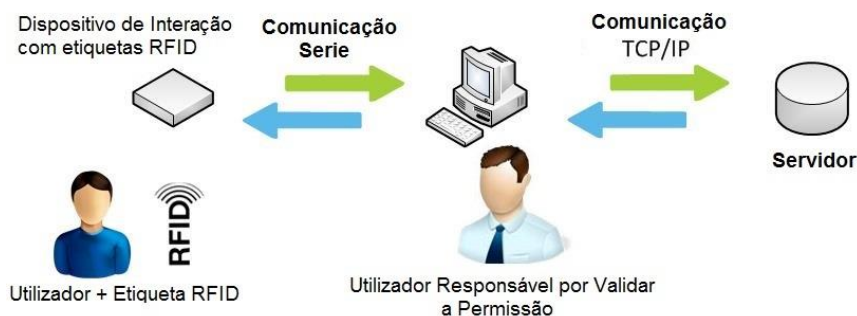 Dispositivo de Interação
com etiquetas RFID
Comunicação
Serie
Comunicação
TCP/IP
Servidor
RFID
Utilizador + Etiqueta RFID
Utilizador Responsável por Validar
a Permissão